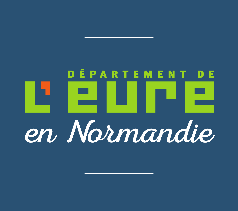 DÉPARTEMENT DE
L'eure
en Normandie